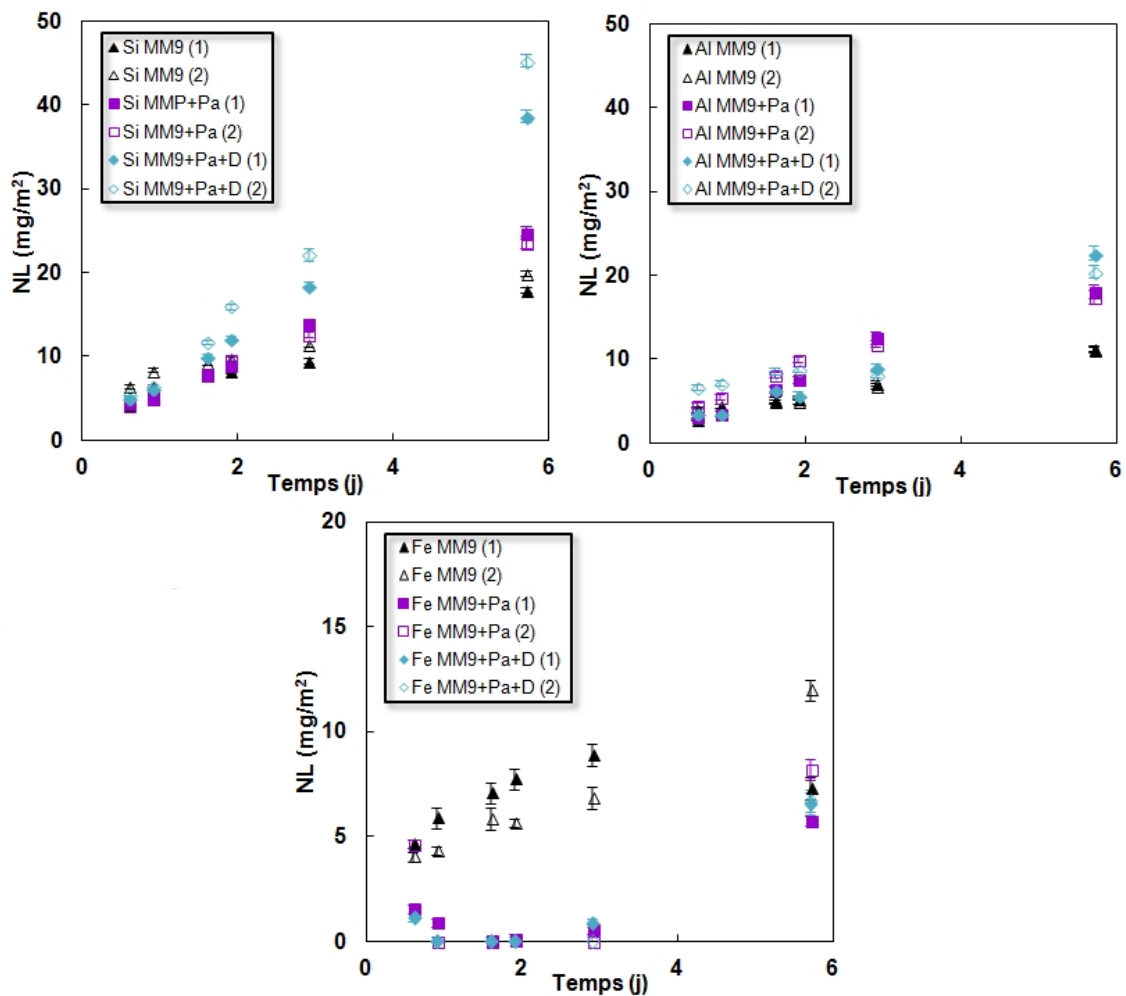 50
40
30
20
10
0
NL (mg/m²)
Si MM9 (1)
Si MM9 (2)
Si MMP+Pa (1)
Si MM9+Pa (2)
Si MM9+Pa+D (1)
Si MM9+Pa+D (2)
0 2 4 6
Temps (j)
50
40
30
20
10
0
NL (mg/m²)
Al MM9 (1)
Al MM9 (2)
Al MM9+Pa (1)
Al MM9+Pa (2)
Al MM9+Pa+D (1)
Al MM9+Pa+D (2)
0 2 4 6
Temps (j)
20
15
10
5
0
NL (mg/m²)
Fe MM9 (1)
Fe MM9 (2)
Fe MM9+Pa (1)
Fe MM9+Pa (2)
Fe MM9+Pa+D (1)
Fe MM9+Pa+D (2)
0 2 4 6
Temps (j)